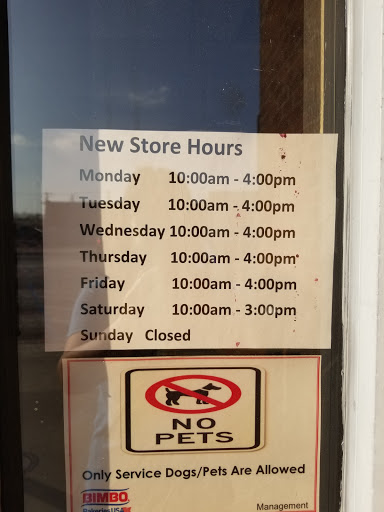 New Store Hours
Monday 10:00am - 4:00pm
Tuesday 10:00am - 4:00pm
Wednesday 10:00am - 4:00pm
Thursday 10:00am - 4:00pm
Friday 10:00am - 4:00pm
Saturday 10:00am - 3:00pm
Sunday Closed
NO
PETS
Only Service Dogs/Pets Are Allowed
BIMBO
Bakeries USA
Management